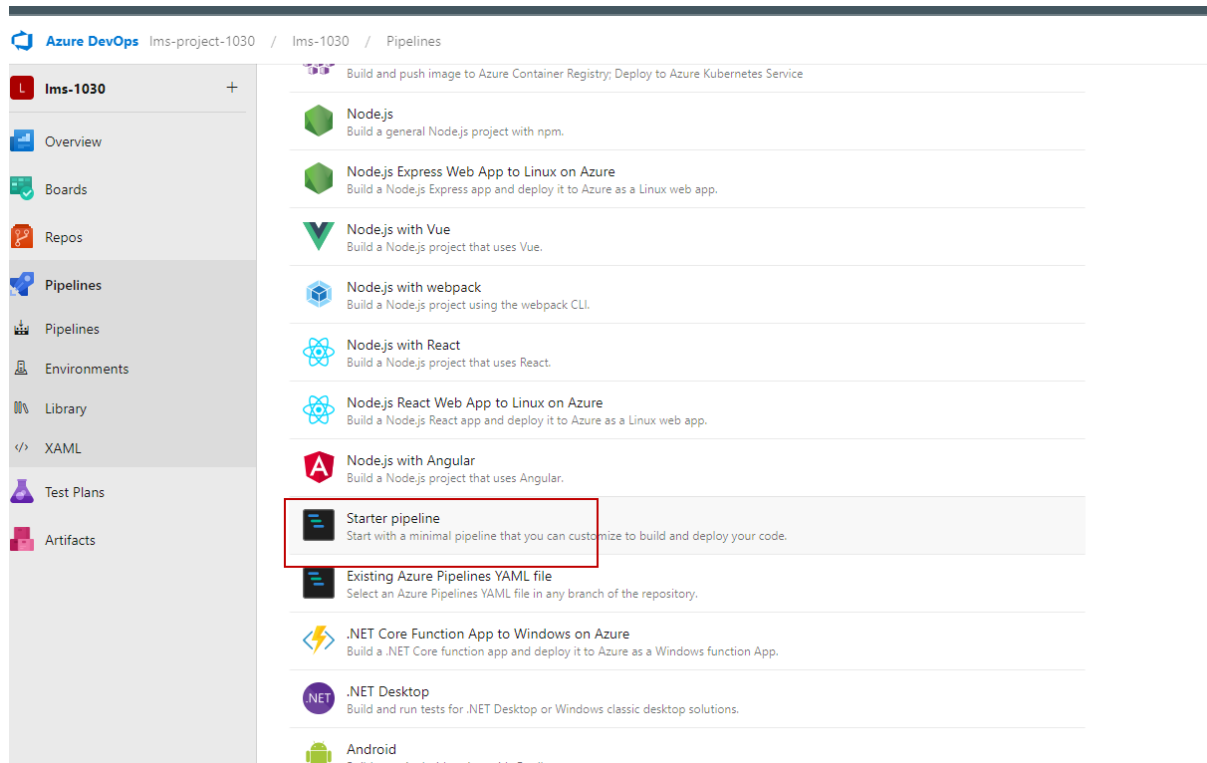 Azure DevOps lms-project-1030 / lms-1030 / Pipelines
L lms-1030 +
Overview
Boards
Repos
Pipelines
Pipelines
Environments
Library
XAML
Test Plans
Artifacts
Build and push image to Azure Container Registry; Deploy to Azure Kubernetes Service
Node.js
Build a general Node.js project with npm.
Node.js Express Web App to Linux on Azure
Build a Node.js Express app and deploy it to Azure as a Linux web app.
Node.js with Vue
Build a Node.js project that uses Vue.
Node.js with webpack
Build a Node.js project using the webpack CLI.
Node.js with React
Build a Node.js project that uses React.
Node.js React Web App to Linux on Azure
Build a Node.js React app and deploy it to Azure as a Linux web app.
Node.js with Angular
Build a Node.js project that uses Angular.
Starter pipeline
Start with a minimal pipeline that you can customize to build and deploy your code.
Existing Azure Pipelines YAML file
Select an Azure Pipelines YAML file in any branch of the repository.
.NET Core Function App to Windows on Azure
Build a .NET Core function app and deploy it to Azure as a Windows function App.
.NET
.NET Desktop
Build and run tests for .NET Desktop or Windows classic desktop solutions.
Android